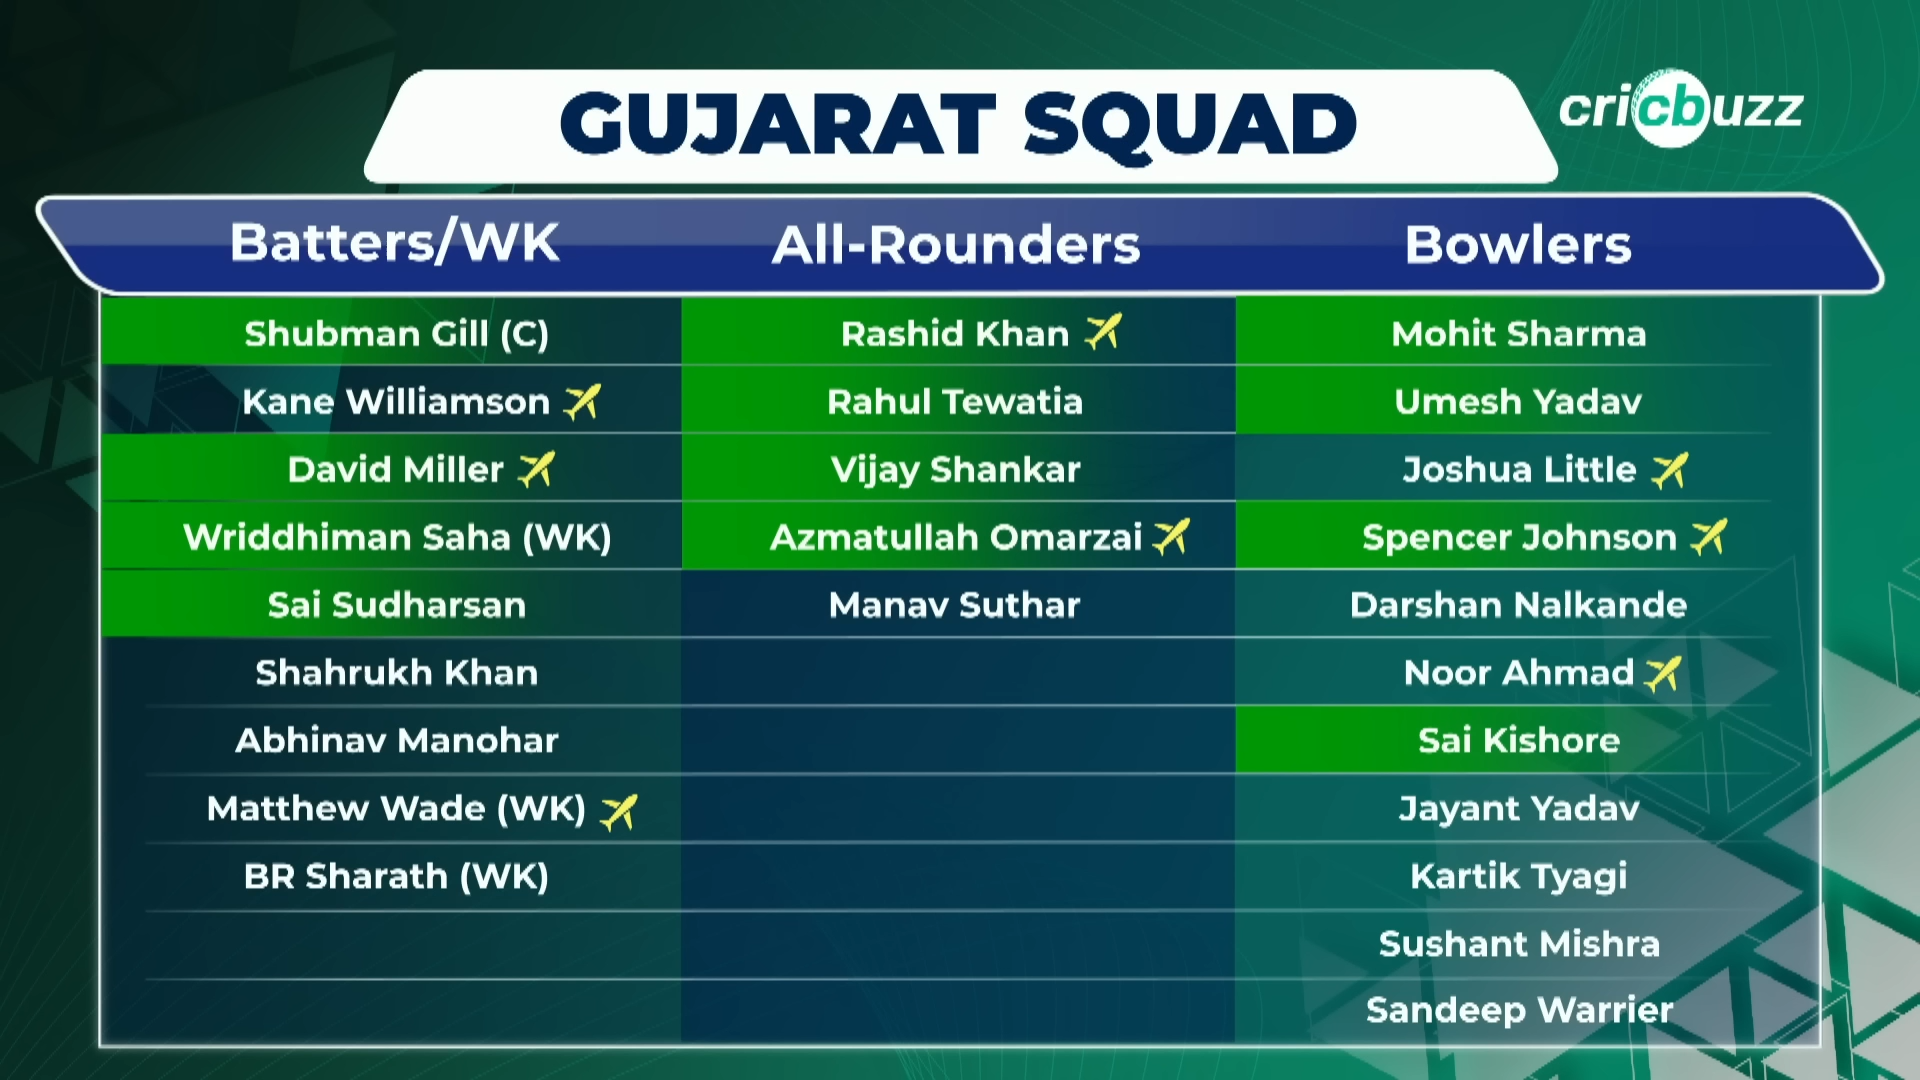 GUJARAT SQUAD
cricbuzz
Batters/WK All-Rounders Bowlers
Shubman Gill (C) Rashid Khan Mohit Sharma
Kane Williamson Rahul Tewatia Umesh Yadav
David Miller Vijay Shankar Joshua Little
Wriddhiman Saha (WK) Azmatullah Omarzai Spencer Johnson
Sai Sudharsan Manav Suthar Darshan Nalkande
Shahrukh Khan Noor Ahmad
Abhinav Manohar Sai Kishore
Matthew Wade (WK) Jayant Yadav
BR Sharath (WK) Kartik Tyagi
Sushant Mishra
Sandeep Warrier